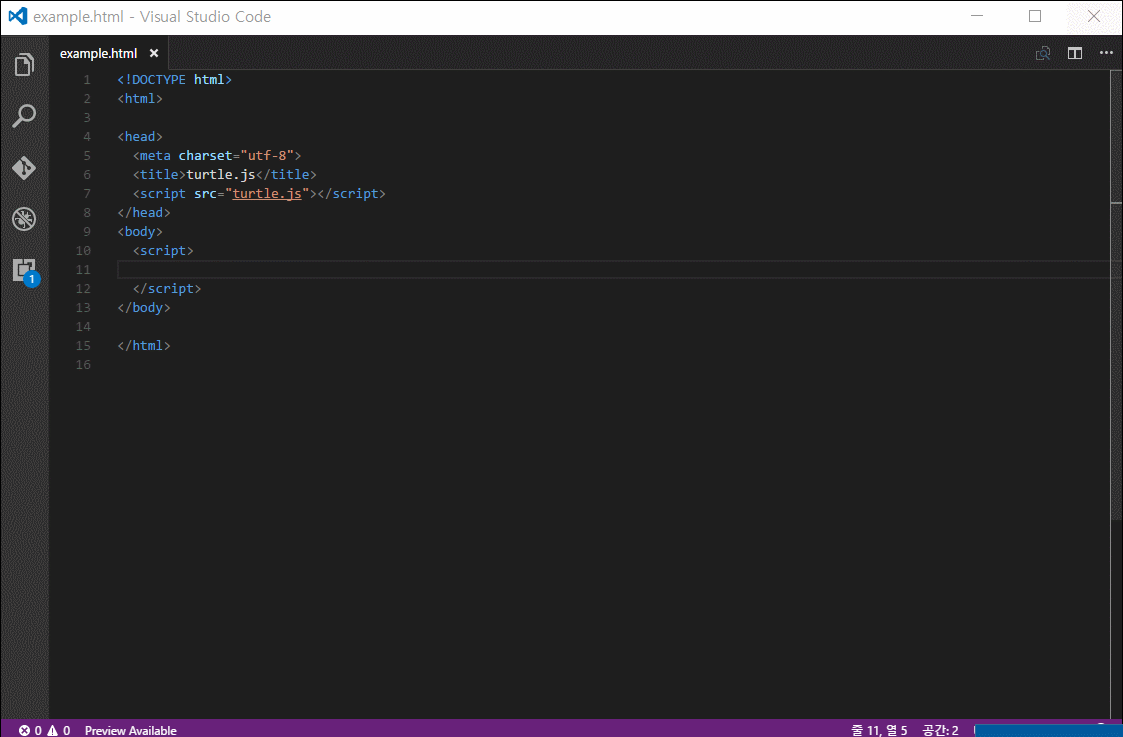 example.html - Visual Studio Code
example.html
1 <!DOCTYPE html>
2 <html>
3
4 <head>
5   <meta charset="utf-8">
6   <title>turtle.js</title>
7   <script src="turtle.js"></script>
8 </head>
9 <body>
10   <script>
11
12   </script>
13 </body>
14
15 </html>
16
1
0 0 Preview Available 줄 11, 열 5 공간: 2